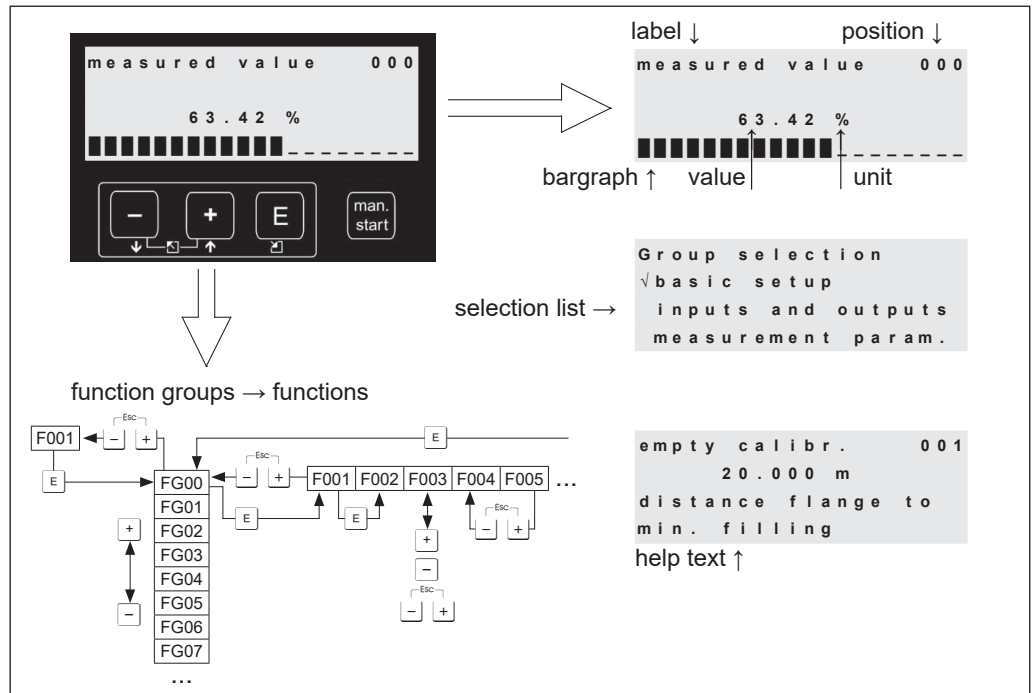 measured value 000
63.42 %
− + E
man.
start
label ↓ position ↓
measured value 000
63.42 %
bargraph ↑ value unit
Group selection
√basic setup
inputs and outputs
measurement param.
selection list →
function groups → functions
Esc
F001 − + E
E
FG00
FG01
FG02
FG03
FG04
FG05
FG06
FG07
...
+
−
Esc
− +
E
F001 F002 F003 F004 F005 ...
E
+
−
Esc
− +
Esc
− +
empty calibr. 001
20.000 m
distance flange to
min. filling
help text ↑